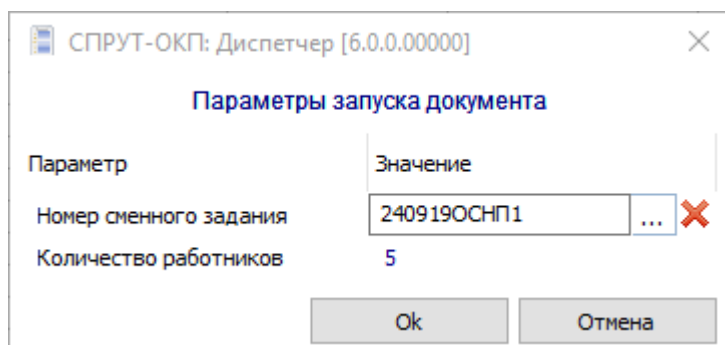 СПРУТ-ОКП: Диспетчер [6.0.0.00000]
Параметры запуска документа
Параметр Значение
Номер сменного задания 240919ОСНП1 ...
Количество работников 5
Ok Отмена